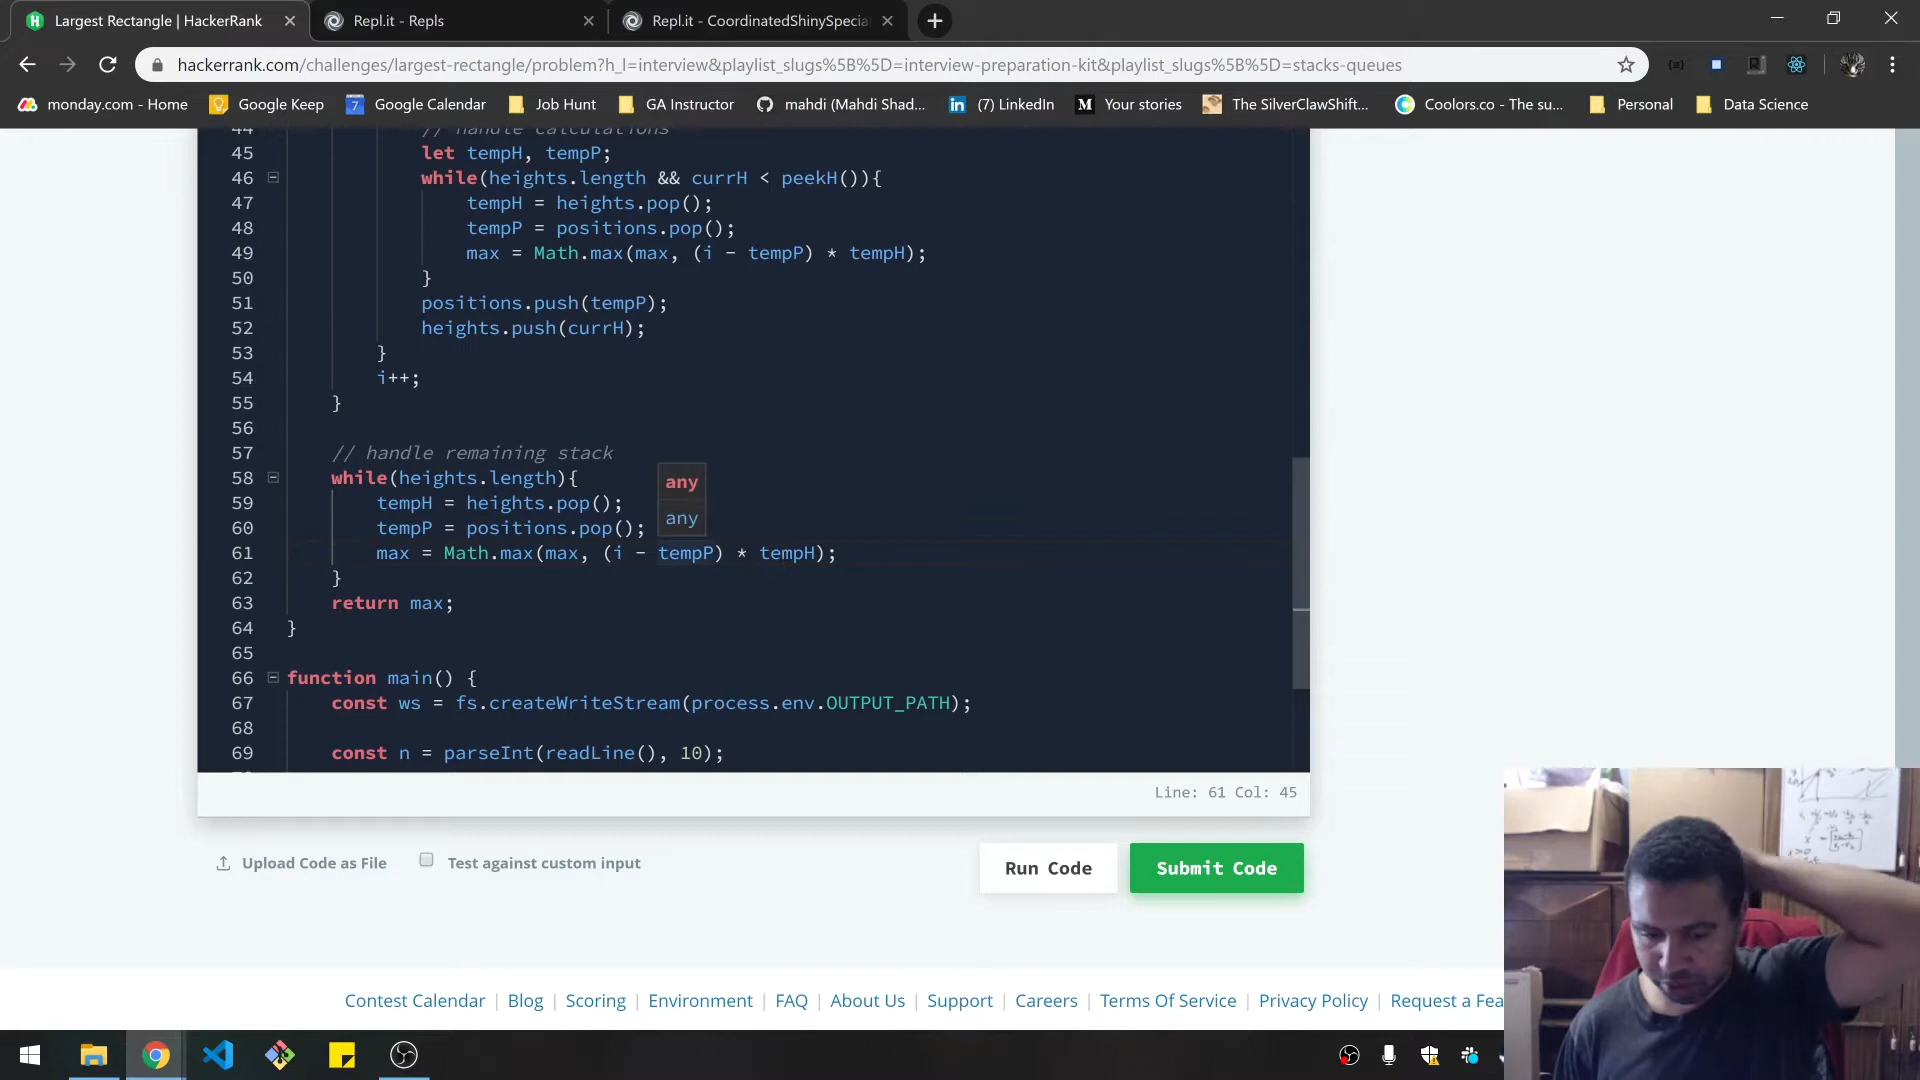 Largest Rectangle | HackerRank
Repl.it - Repls
Repl.it - CoordinatedShinySpecia
hackerrank.com/challenges/largest-rectangle/problem?h_l=interview&playlist_slugs%5B%5D=interview-preparation-kit&playlist_slugs%5B%5D=stacks-queues
monday.com - Home
Google Keep
7 Google Calendar
Job Hunt
GA Instructor
mahdi (Mahdi Shad...
in (7) LinkedIn
M Your stories
The SilverClawShift...
Coolors.co - The su...
Personal
Data Science
44 // handle calculations
45 let tempH, tempP;
46 while(heights.length && currH < peekH()){
47 tempH = heights.pop();
48 tempP = positions.pop();
49 max = Math.max(max, (i - tempP) * tempH);
50 }
51 positions.push(tempP);
52 heights.push(currH);
53 }
54 i++;
55 }
56
57 // handle remaining stack
58 while(heights.length){
any
59 tempH = heights.pop();
any
60 tempP = positions.pop();
61 max = Math.max(max, (i - tempP) * tempH);
62 }
63 return max;
64 }
65
66 function main() {
67 const ws = fs.createWriteStream(process.env.OUTPUT_PATH);
68
69 const n = parseInt(readLine(), 10);
Line: 61 Col: 45
Upload Code as File
Test against custom input
Run Code
Submit Code
Contest Calendar | Blog | Scoring | Environment | FAQ | About Us | Support | Careers | Terms Of Service | Privacy Policy | Request a Fea